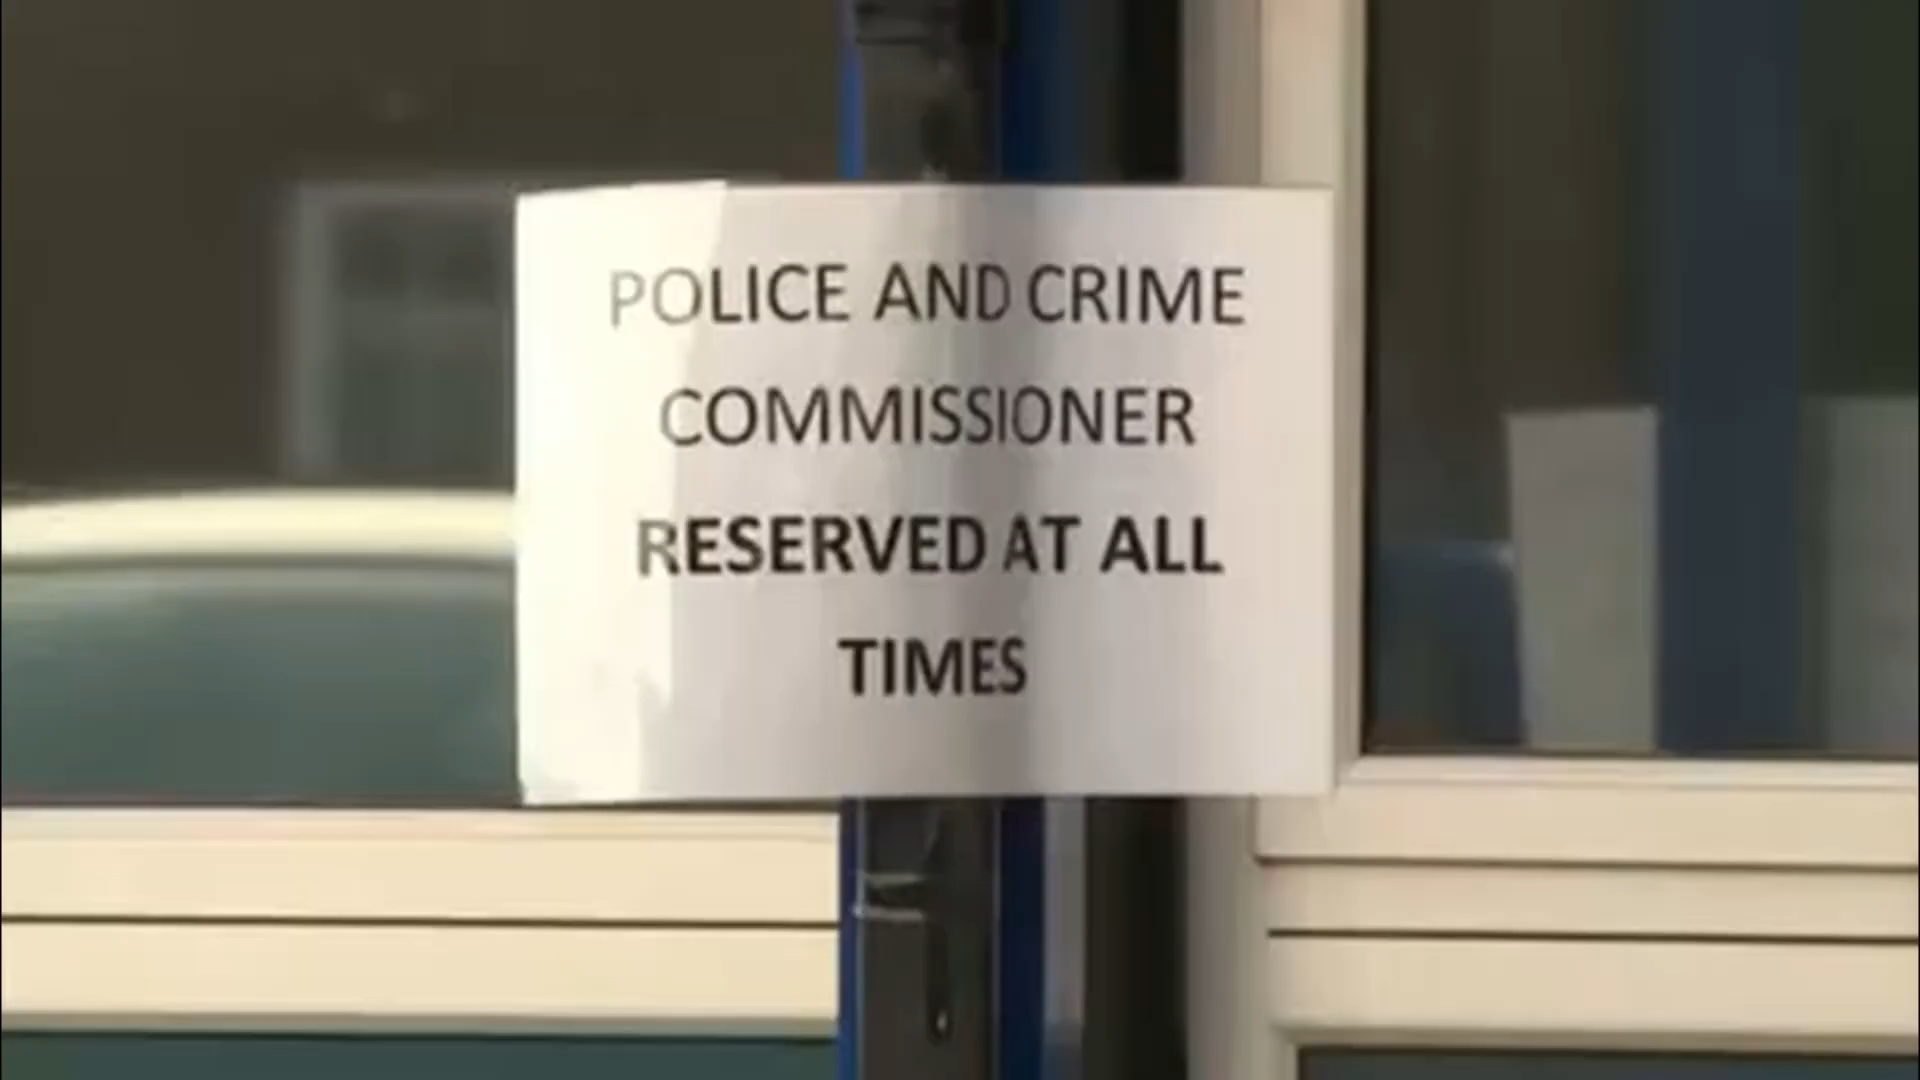 POLICE AND CRIME
COMMISSIONER
RESERVED AT ALL
TIMES